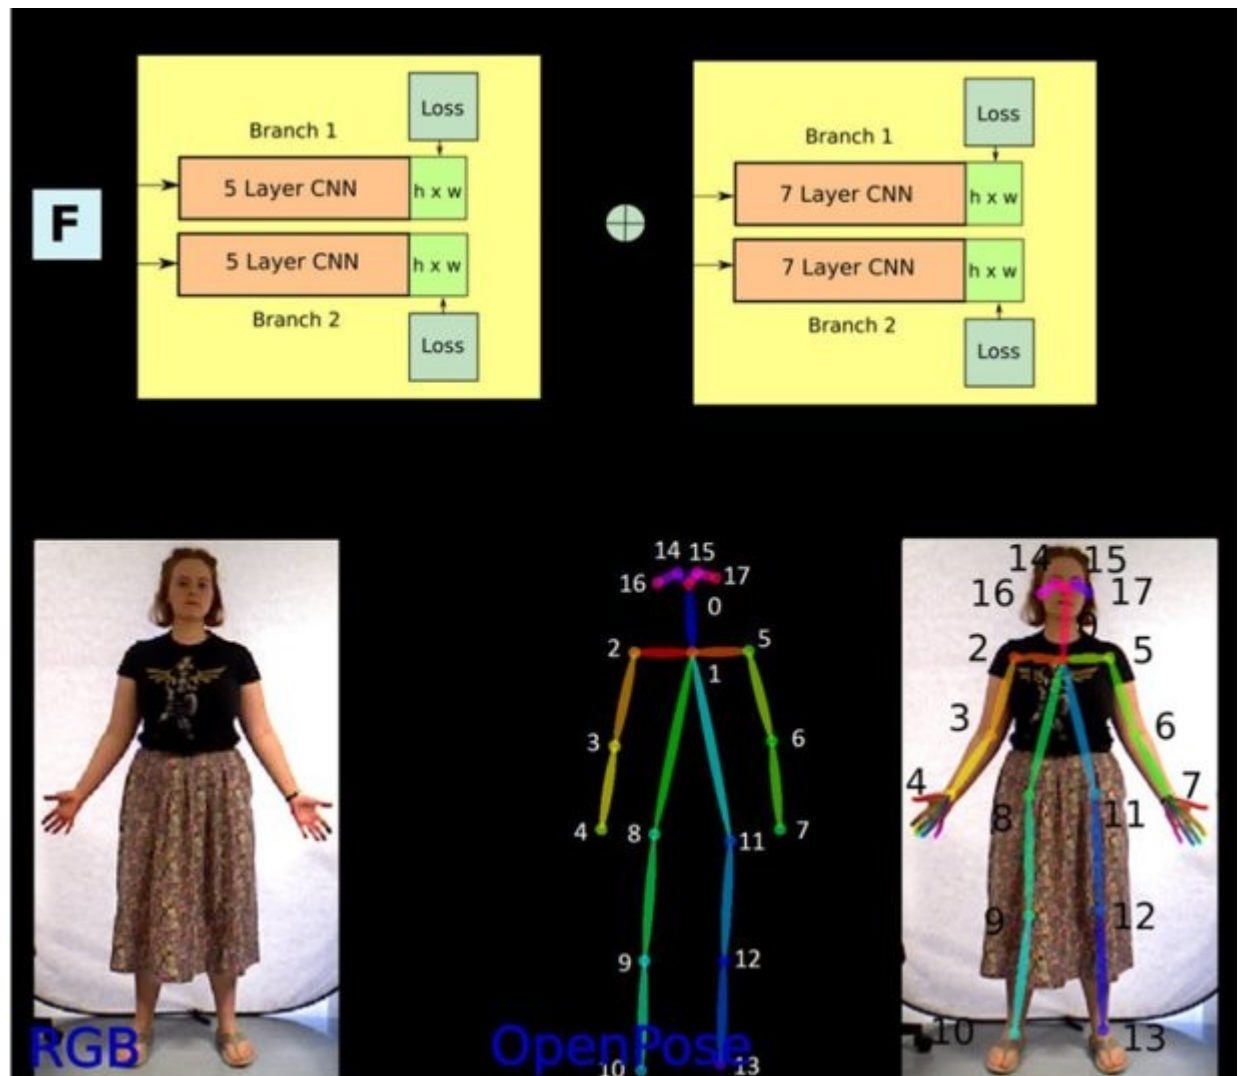 Loss
Branch 1
5 Layer CNN
h x w
5 Layer CNN
h x w
Branch 2
Loss
F
Loss
Branch 1
7 Layer CNN
h x w
7 Layer CNN
h x w
Branch 2
Loss
RGB
14 15
16 17
0
2 5
1
3 6
4 8 11 7
9 12
OpenPose
10 13
14 15
16 17
0
2 5
3 6
4 7
8 11
9 12
10 13